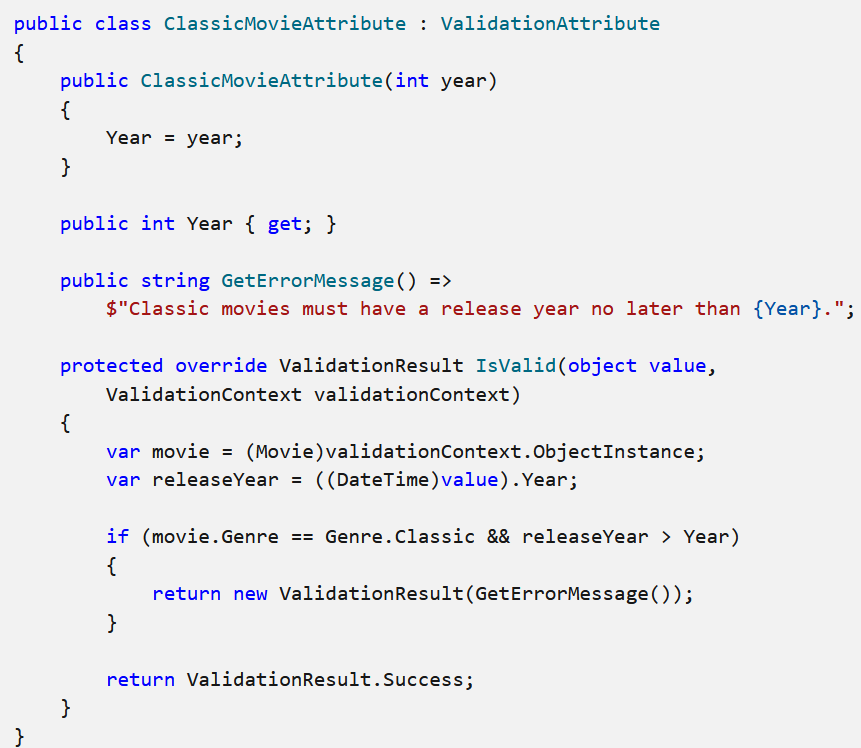 public class ClassicMovieAttribute : ValidationAttribute
{
    public ClassicMovieAttribute(int year)
    {
        Year = year;
    }

    public int Year { get; }

    public string GetErrorMessage() =>
        $"Classic movies must have a release year no later than {Year}.";

    protected override ValidationResult IsValid(object value,
        ValidationContext validationContext)
    {
        var movie = (Movie)validationContext.ObjectInstance;
        var releaseYear = ((DateTime)value).Year;

        if (movie.Genre == Genre.Classic && releaseYear > Year)
        {
            return new ValidationResult(GetErrorMessage());
        }

        return ValidationResult.Success;
    }
}